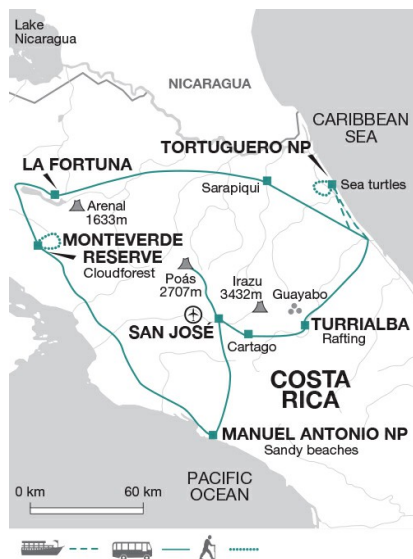 Lake
Nicaragua
NICARAGUA
CARIBBEAN
SEA
TORTUGUERO NP
LA FORTUNA
Sea turtles
Sarapiqui
Arenal
1633m
MONTEVERDE
RESERVE
Cloudforest
Poás
2707m
Irazu
3432m
Guayabo
SAN JOSÉ
TURRIALBA
Rafting
Cartago
COSTA
RICA
MANUEL ANTONIO NP
Sandy beaches
PACIFIC
OCEAN
0 km 60 km